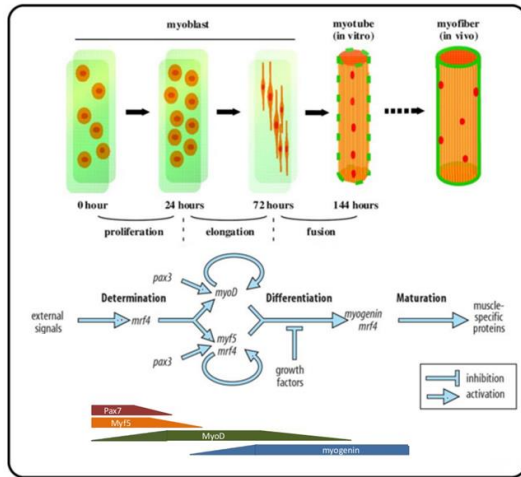 myoblast
myotube
(in vitro)
myofiber
(in vivo)
0 hour
24 hours
72 hours
144 hours
proliferation
elongation
fusion
pax3
myoD
external
signals
Determination
mrf4
Differentiation
myogenin
mrf4
Maturation
muscle-
specific
proteins
myf5
mrf4
pax3
growth
factors
inhibition
activation
Pax7
Myf5
MyoD
myogenin